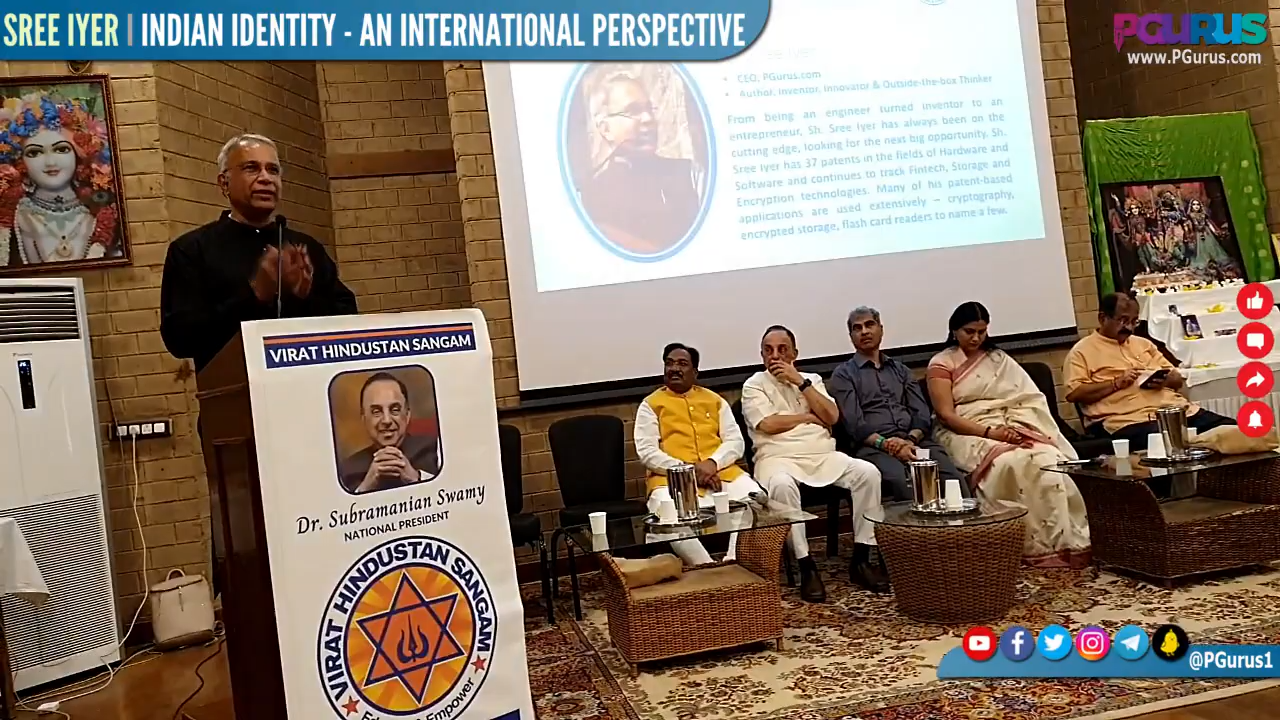 SREE IYER | INDIAN IDENTITY - AN INTERNATIONAL PERSPECTIVE
PGURUS
www.PGurus.com
• CEO, PGurus.com
• Author, Inventor, Innovator & Outside-the-box Thinker
From being an engineer turned inventor to an
entrepreneur, Sh. Sree Iyer has always been on the
cutting edge, looking for the next big opportunity. Sh.
Sree Iyer has 37 patents in the fields of Hardware and
Software and continues to track Fintech, Storage and
Encryption technologies. Many of his patent-based
applications are used extensively – cryptography,
encrypted storage, flash card readers to name a few.
VIRAT HINDUSTAN SANGAM
Dr. Subramanian Swamy
NATIONAL PRESIDENT
VIRAT HINDUSTAN SANGAM
Empower
@PGurus1